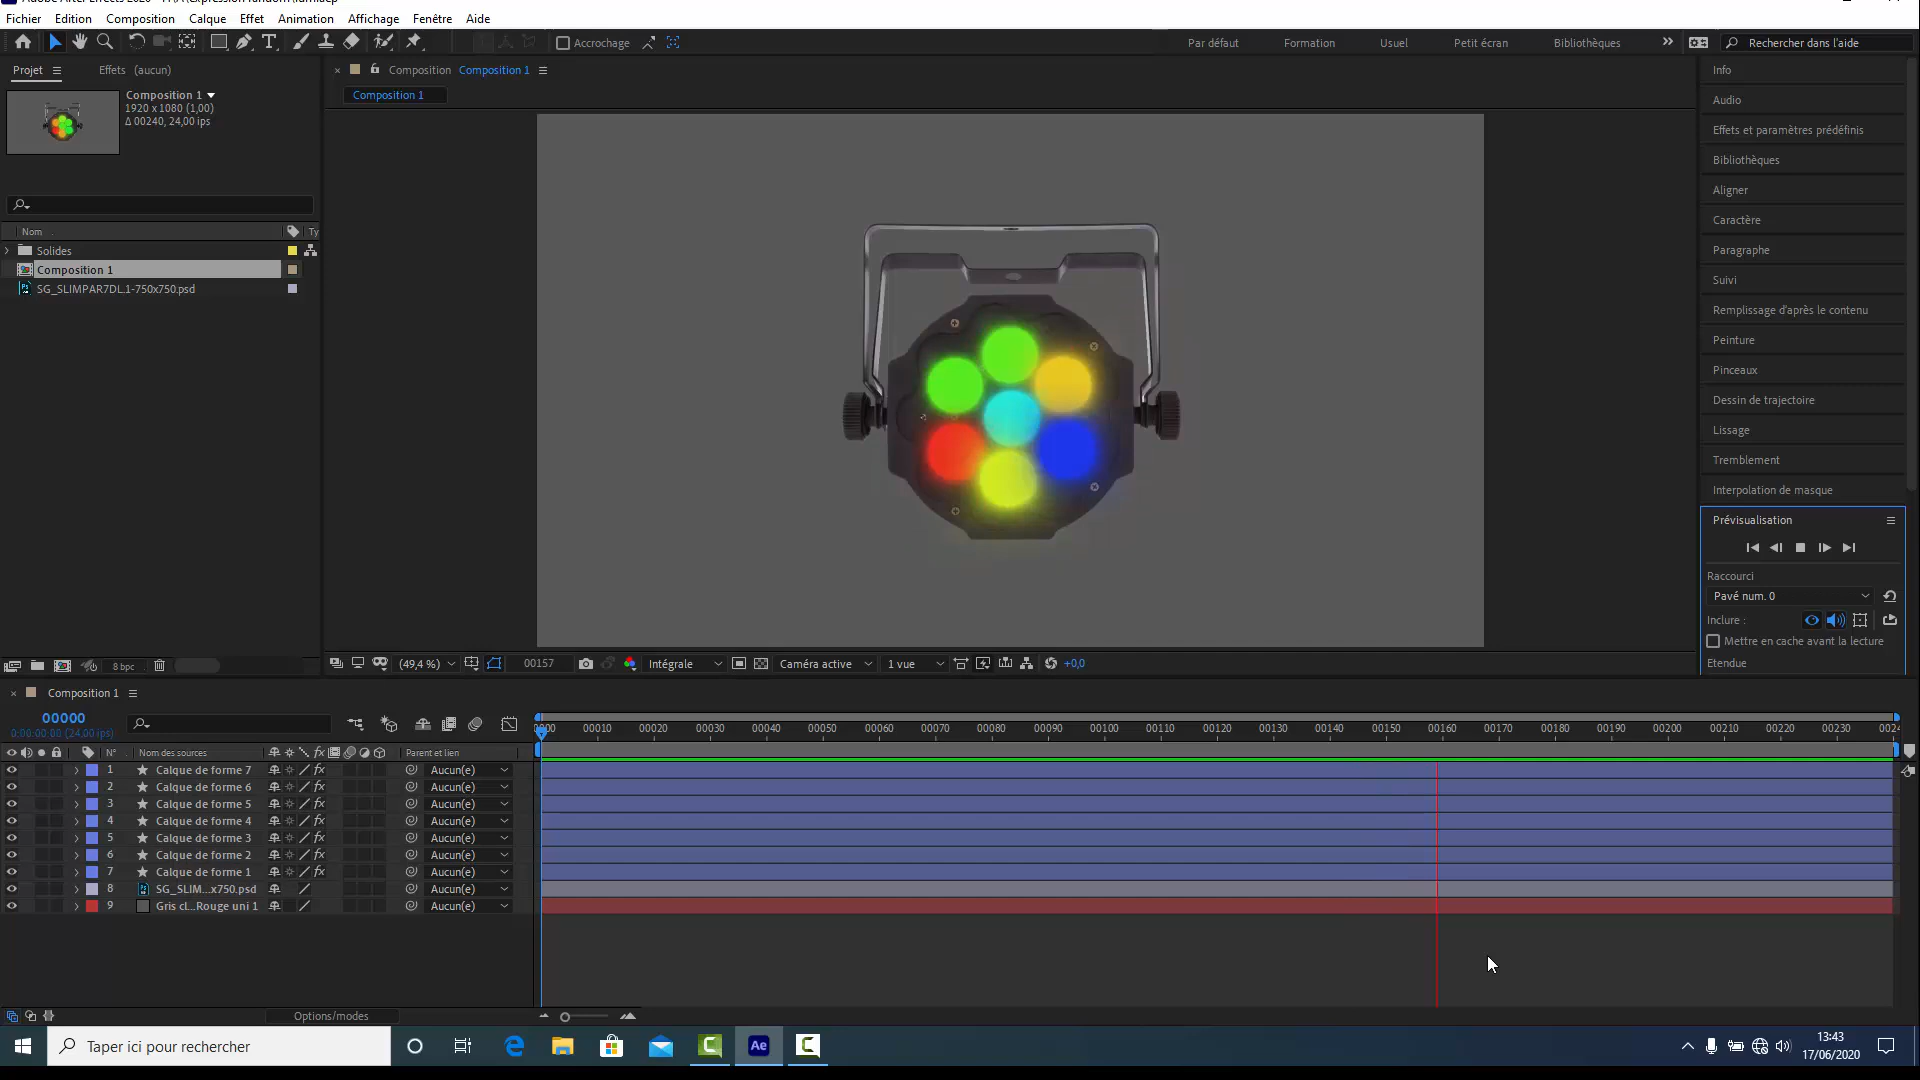 Fichier Edition Composition Calque Effet Animation Affichage Fenêtre Aide
Accrochage
Par défaut Formation Usuel Petit écran Bibliothèques
Rechercher dans l'aide
Projet
Effets (aucun)
Composition 1
1920 x 1080 (1,00)
Δ 00240, 24,00 ips
Nom
Ty
Solides
Composition 1
SG_SLIMPAR7DL.1-750x750.psd
8 bpc
Composition Composition 1
Composition 1
(49,4 %)
00157
Intégrale
Caméra active
1 vue
+0,0
Info
Audio
Effets et paramètres prédéfinis
Bibliothèques
Aligner
Caractère
Paragraphe
Suivi
Remplissage d'après le contenu
Peinture
Pinceaux
Dessin de trajectoire
Lissage
Tremblement
Interpolation de masque
Prévisualisation
Raccourci
Pavé num. 0
Inclure :
Mettre en cache avant la lecture
Etendue
Composition 1
00000
0:00:00:00 (24,00 ips)
N° Nom des sources fx Parent et lien
00010 00020 00030 00040 00050 00060 00070 00080 00090 00100 00110 00120 00130 00140 00150 00160 00170 00180 00190 00200 00210 00220 00230
1 Calque de forme 7 fx Aucun(e)
2 Calque de forme 6 fx Aucun(e)
3 Calque de forme 5 fx Aucun(e)
4 Calque de forme 4 fx Aucun(e)
5 Calque de forme 3 fx Aucun(e)
6 Calque de forme 2 fx Aucun(e)
7 Calque de forme 1 fx Aucun(e)
8 SG_SLIM...x750.psd Aucun(e)
9 Gris cl...Rouge uni 1 Aucun(e)
Options/modes
Taper ici pour rechercher
Ae
13:43
17/06/2020